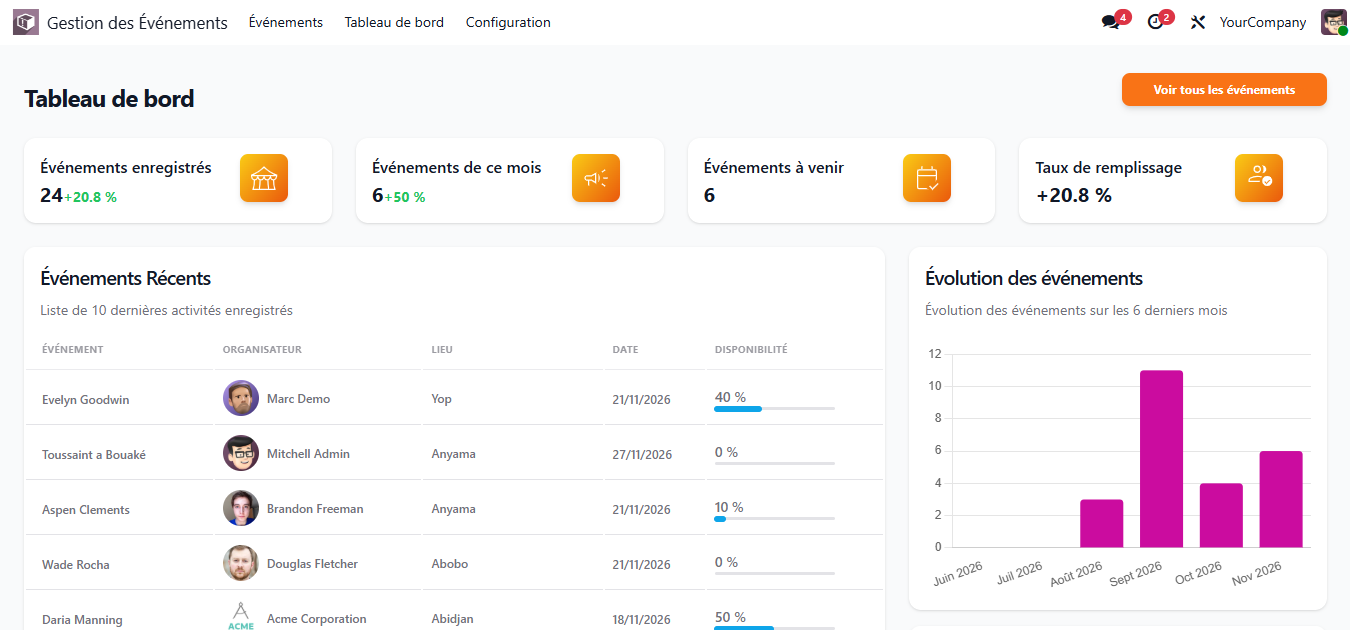 Gestion des Événements Événements Tableau de bord Configuration 4 2 YourCompany
Tableau de bord
Voir tous les événements
Événements enregistrés
24+20.8 %
Événements de ce mois
6+50 %
Événements à venir
6
Taux de remplissage
+20.8 %
Événements Récents
Liste de 10 dernières activités enregistrés
ÉVÉNEMENT ORGANISATEUR LIEU DATE DISPONIBILITÉ
Evelyn Goodwin Marc Demo Yop 21/11/2026 40 %
Toussaint a Bouaké Mitchell Admin Anyama 27/11/2026 0 %
Aspen Clements Brandon Freeman Anyama 21/11/2026 10 %
Wade Rocha Douglas Fletcher Abobo 21/11/2026 0 %
Daria Manning ACME Acme Corporation Abidjan 18/11/2026 50 %
Évolution des événements
Évolution des événements sur les 6 derniers mois
12
10
8
6
4
2
0
Juin 2026 Juil 2026 Août 2026 Sept 2026 Oct 2026 Nov 2026